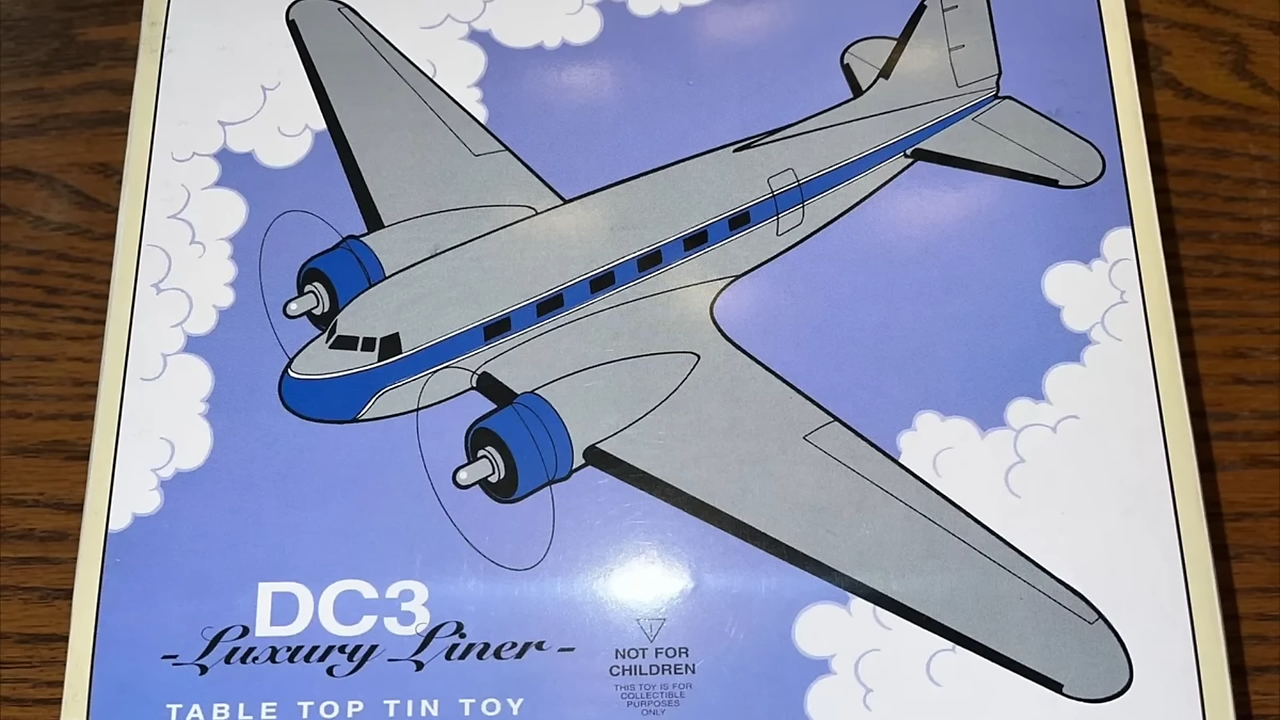 DC3
-Luxury Liner-
TABLE TOP TIN TOY
NOT FOR
CHILDREN
THIS TOY IS FOR
COLLECTIBLE
PURPOSES
ONLY